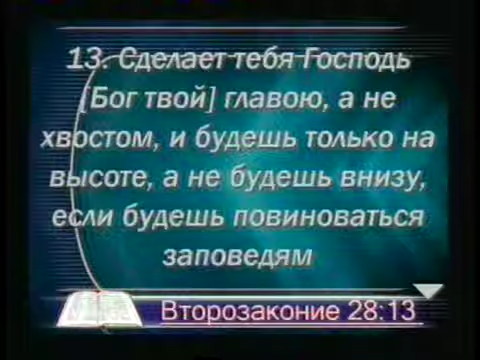 13. Сделает тебя Господь
[Бог твой] главою, а не
хвостом, и будешь только на
высоте, а не будешь внизу,
если будешь повиноваться
заповедям
Второзаконие 28:13